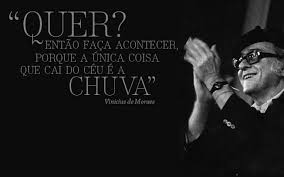 “QUER?
ENTÃO FAÇA ACONTECER,
PORQUE A ÚNICA COISA
QUE CAI DO CÉU É A
CHUVA”
Vinicius de Moraes